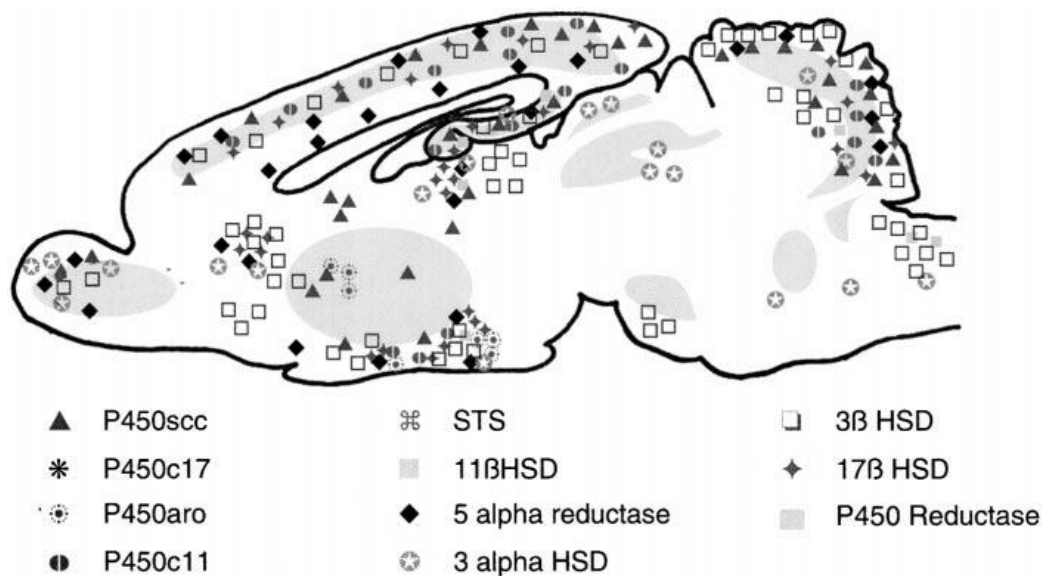 P450scc
STS
3ß HSD
P450c17
11ßHSD
17ß HSD
P450aro
5 alpha reductase
P450 Reductase
P450c11
3 alpha HSD